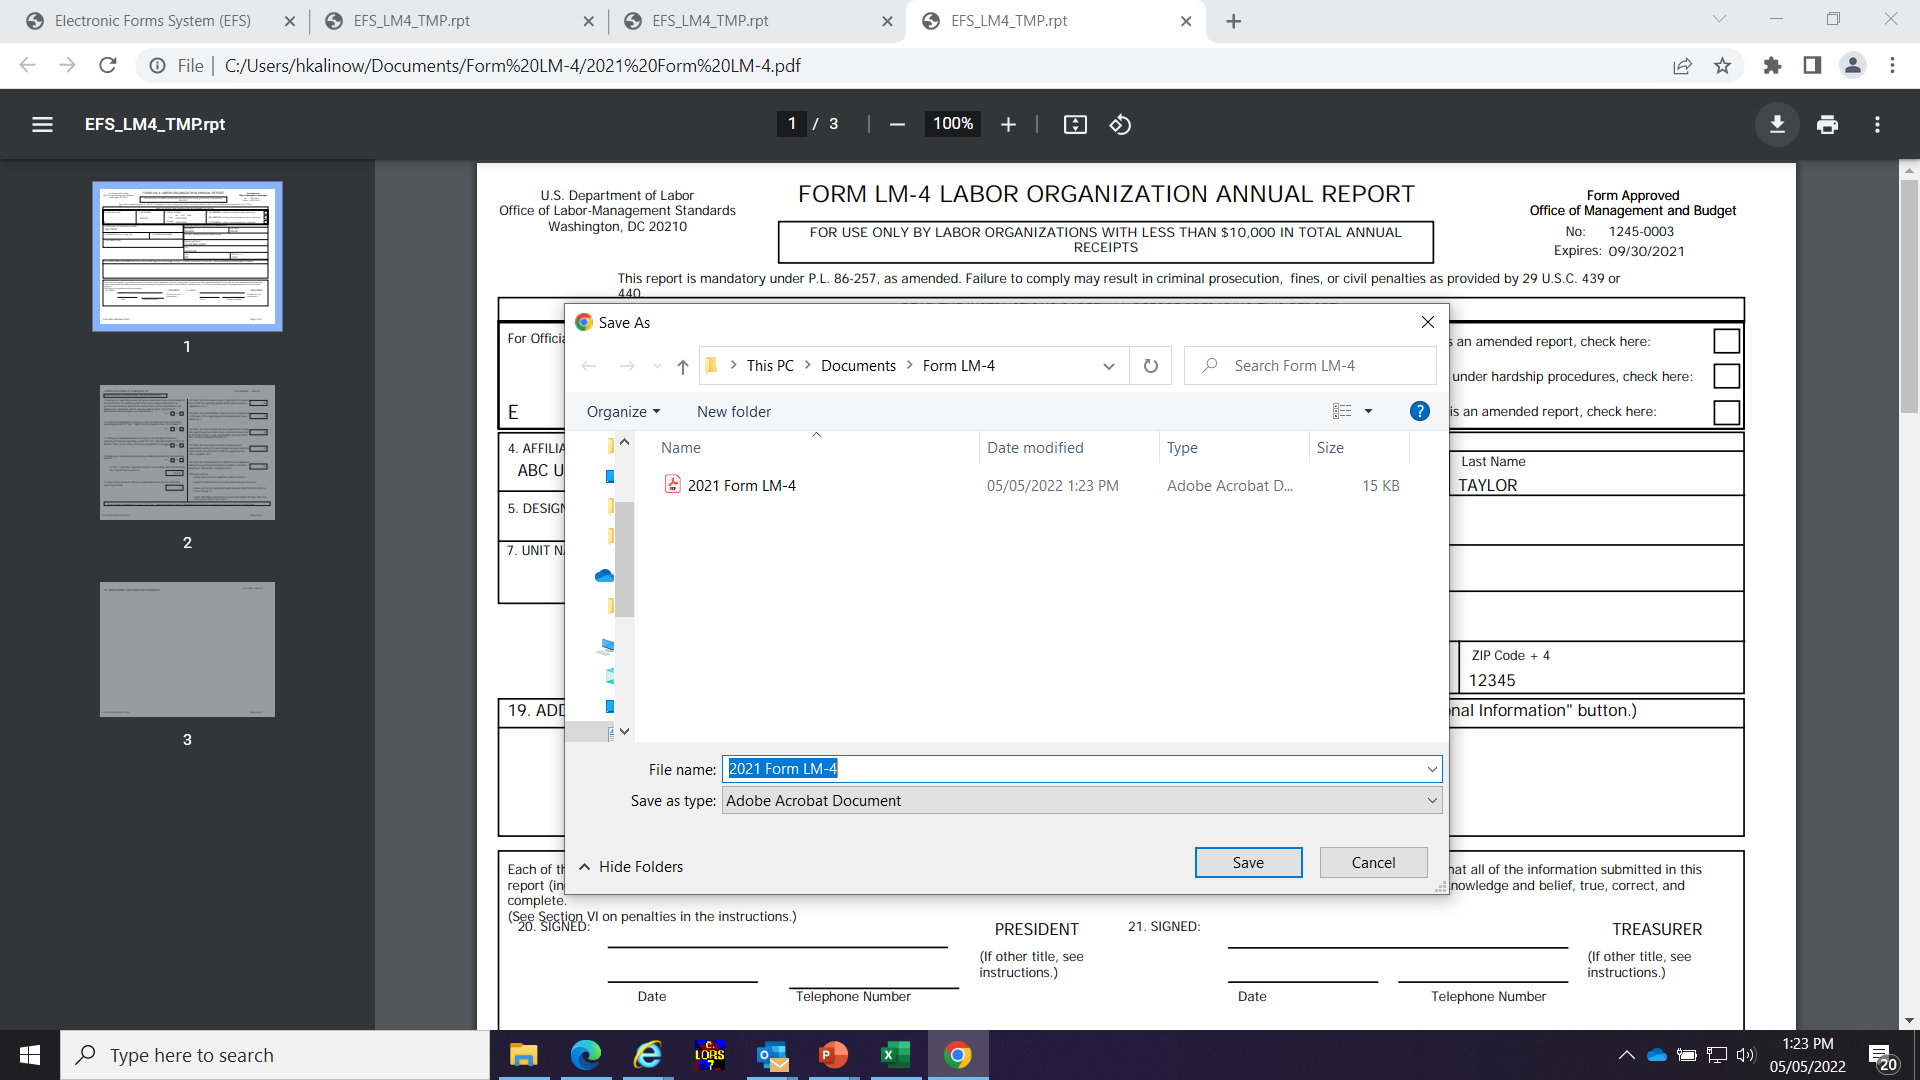 Electronic Forms System (EFS)
EFS_LM4_TMP.rpt
EFS_LM4_TMP.rpt
EFS_LM4_TMP.rpt
File
C:/Users/hkalinow/Documents/Form%20LM-4/2021%20Form%20LM-4.pdf
EFS_LM4_TMP.rpt
1 / 3
100%
1
2
3
U.S. Department of Labor
Office of Labor-Management Standards
Washington, DC 20210
FORM LM-4 LABOR ORGANIZATION ANNUAL REPORT
FOR USE ONLY BY LABOR ORGANIZATIONS WITH LESS THAN $10,000 IN TOTAL ANNUAL
RECEIPTS
Form Approved
Office of Management and Budget
No: 1245-0003
Expires: 09/30/2021
This report is mandatory under P.L. 86-257, as amended. Failure to comply may result in criminal prosecution, fines, or civil penalties as provided by 29 U.S.C. 439 or
440
For Officia
E
s an amended report, check here:
under hardship procedures, check here:
is an amended report, check here:
4. AFFILIA
ABC U
Last Name
TAYLOR
5. DESIGN
7. UNIT NA
ZIP Code + 4
12345
19. ADD
nal Information" button.)
Save As
This PC
Documents
Form LM-4
Search Form LM-4
Organize
New folder
?
Name
Date modified
Type
Size
2021 Form LM-4
05/05/2022 1:23 PM
Adobe Acrobat D...
15 KB
File name: 2021 Form LM-4
Save as type: Adobe Acrobat Document
Hide Folders
Save
Cancel
Each of th
report (in
complete.
(See Section VI on penalties in the instructions.)
hat all of the information submitted in this
nowledge and belief, true, correct, and
20. SIGNED:
PRESIDENT
(If other title, see
instructions.)
Date
Telephone Number
21. SIGNED:
TREASURER
(If other title, see
instructions.)
Date
Telephone Number
Type here to search
LORS
1:23 PM
05/05/2022
20